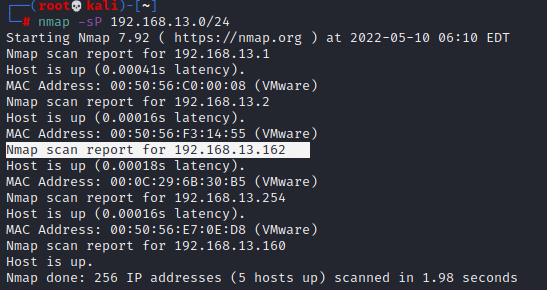 ┌──(root💀kali)-[~]
└─# nmap -sP 192.168.13.0/24
Starting Nmap 7.92 ( https://nmap.org ) at 2022-05-10 06:10 EDT
Nmap scan report for 192.168.13.1
Host is up (0.00041s latency).
MAC Address: 00:50:56:C0:00:08 (VMware)
Nmap scan report for 192.168.13.2
Host is up (0.00016s latency).
MAC Address: 00:50:56:F3:14:55 (VMware)
Nmap scan report for 192.168.13.162
Host is up (0.00018s latency).
MAC Address: 00:0C:29:6B:30:B5 (VMware)
Nmap scan report for 192.168.13.254
Host is up (0.00016s latency).
MAC Address: 00:50:56:E7:0E:D8 (VMware)
Nmap scan report for 192.168.13.160
Host is up.
Nmap done: 256 IP addresses (5 hosts up) scanned in 1.98 seconds